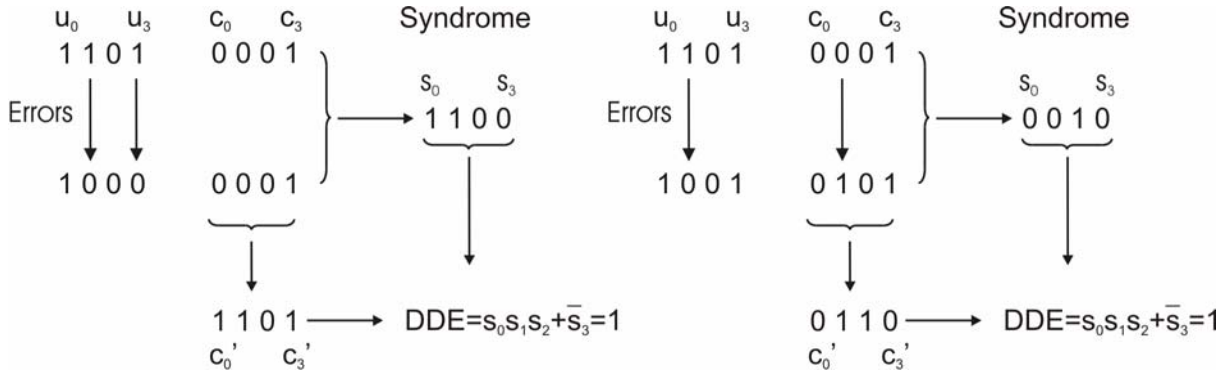 u₀ u₃ c₀ c₃ Syndrome
1 1 0 1 0 0 0 1
s₀ s₃
Errors
1 1 0 0
1 0 0 0 0 0 0 1
1 1 0 1 DDE=s₀s₁s₂+s̅₃=1
c₀' c₃'
u₀ u₃ c₀ c₃ Syndrome
1 1 0 1 0 0 0 1
s₀ s₃
Errors
0 0 1 0
1 0 0 1 0 1 0 1
0 1 1 0 DDE=s₀s₁s₂+s̅₃=1
c₀' c₃'